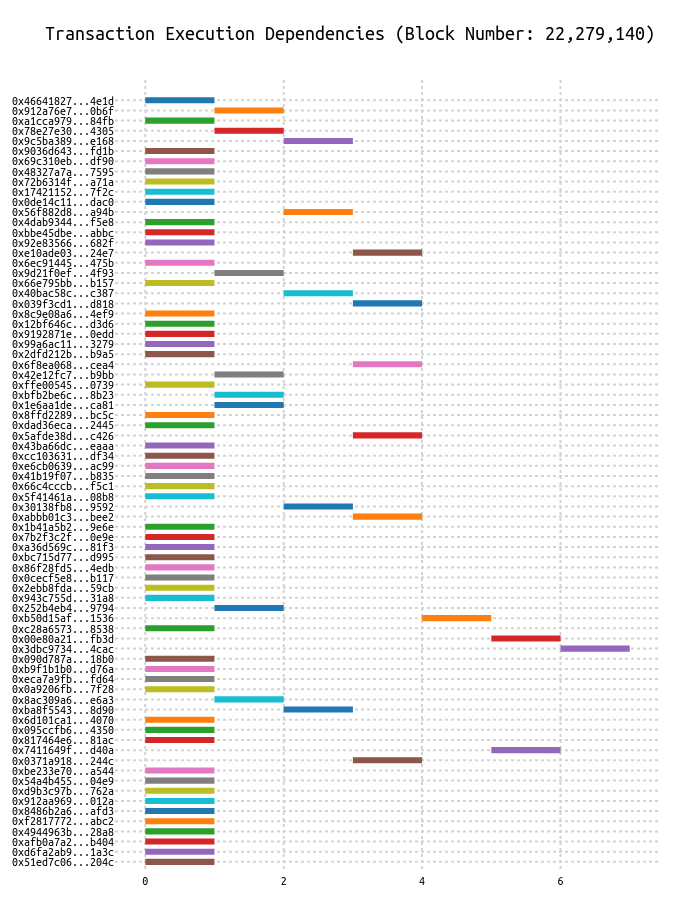 Transaction Execution Dependencies (Block Number: 22,279,140)
0x46641827...4e1d
0x912a76e7...0b6f
0xa1cca979...84fb
0x78e27e30...4305
0x9c5ba389...e168
0x9036d643...fd1b
0x69c310eb...df90
0x48327a7a...7595
0x72b6314f...a71a
0x17421152...7f2c
0x0de14c11...dac0
0x56f882d8...a94b
0x4dab9344...f5e8
0xbbe45dbe...abbc
0x92e83566...682f
0xe10ade03...24e7
0x6ec91445...475b
0x9d21f0ef...4f93
0x66e795bb...b157
0x40bac58c...c387
0x039f3cd1...d818
0x8c9e08a6...4ef9
0x12bf646c...d3d6
0x9192871e...0edd
0x99a6ac11...3279
0x2dfd212b...b9a5
0x6f8ea068...cea4
0x42e12fc7...b9bb
0xffe00545...0739
0xbfb2be6c...8b23
0x1e6aa1de...ca81
0x8ffd2289...bc5c
0xdad36eca...2445
0x5afde38d...c426
0x43ba66dc...eaaa
0xcc103631...df34
0xe6cb0639...ac99
0x41b19f07...b835
0x66c4cccb...f5c1
0x5f41461a...08b8
0x30138fb8...9592
0xabbb01c3...bee2
0x1b41a5b2...9e6e
0x7b2f3c2f...0e9e
0xa36d569c...81f3
0xbc715d77...d995
0x86f28fd5...4edb
0x0cecf5e8...b117
0x2ebb8fda...59cb
0x943c755d...31a8
0x252b4eb4...9794
0xb50d15af...1536
0xc28a6573...8538
0x00e80a21...fb3d
0x3dbc9734...4cac
0x090d787a...18b0
0xb9f1b1b0...d76a
0xeca7a9fb...fd64
0x0a9206fb...7f28
0x8ac309a6...e6a3
0xba8f5543...8d90
0x6d101ca1...4070
0x095ccfb6...4350
0x817464e6...81ac
0x7411649f...d40a
0x0371a918...244c
0xbe233e70...a544
0x54a4b455...04e9
0xd9b3c97b...762a
0x912aa969...012a
0x8486b2a6...afd3
0xf2817772...abc2
0x4944963b...28a8
0xafb0a7a2...b404
0xd6fa2ab9...1a3c
0x51ed7c06...204c
0 2 4 6